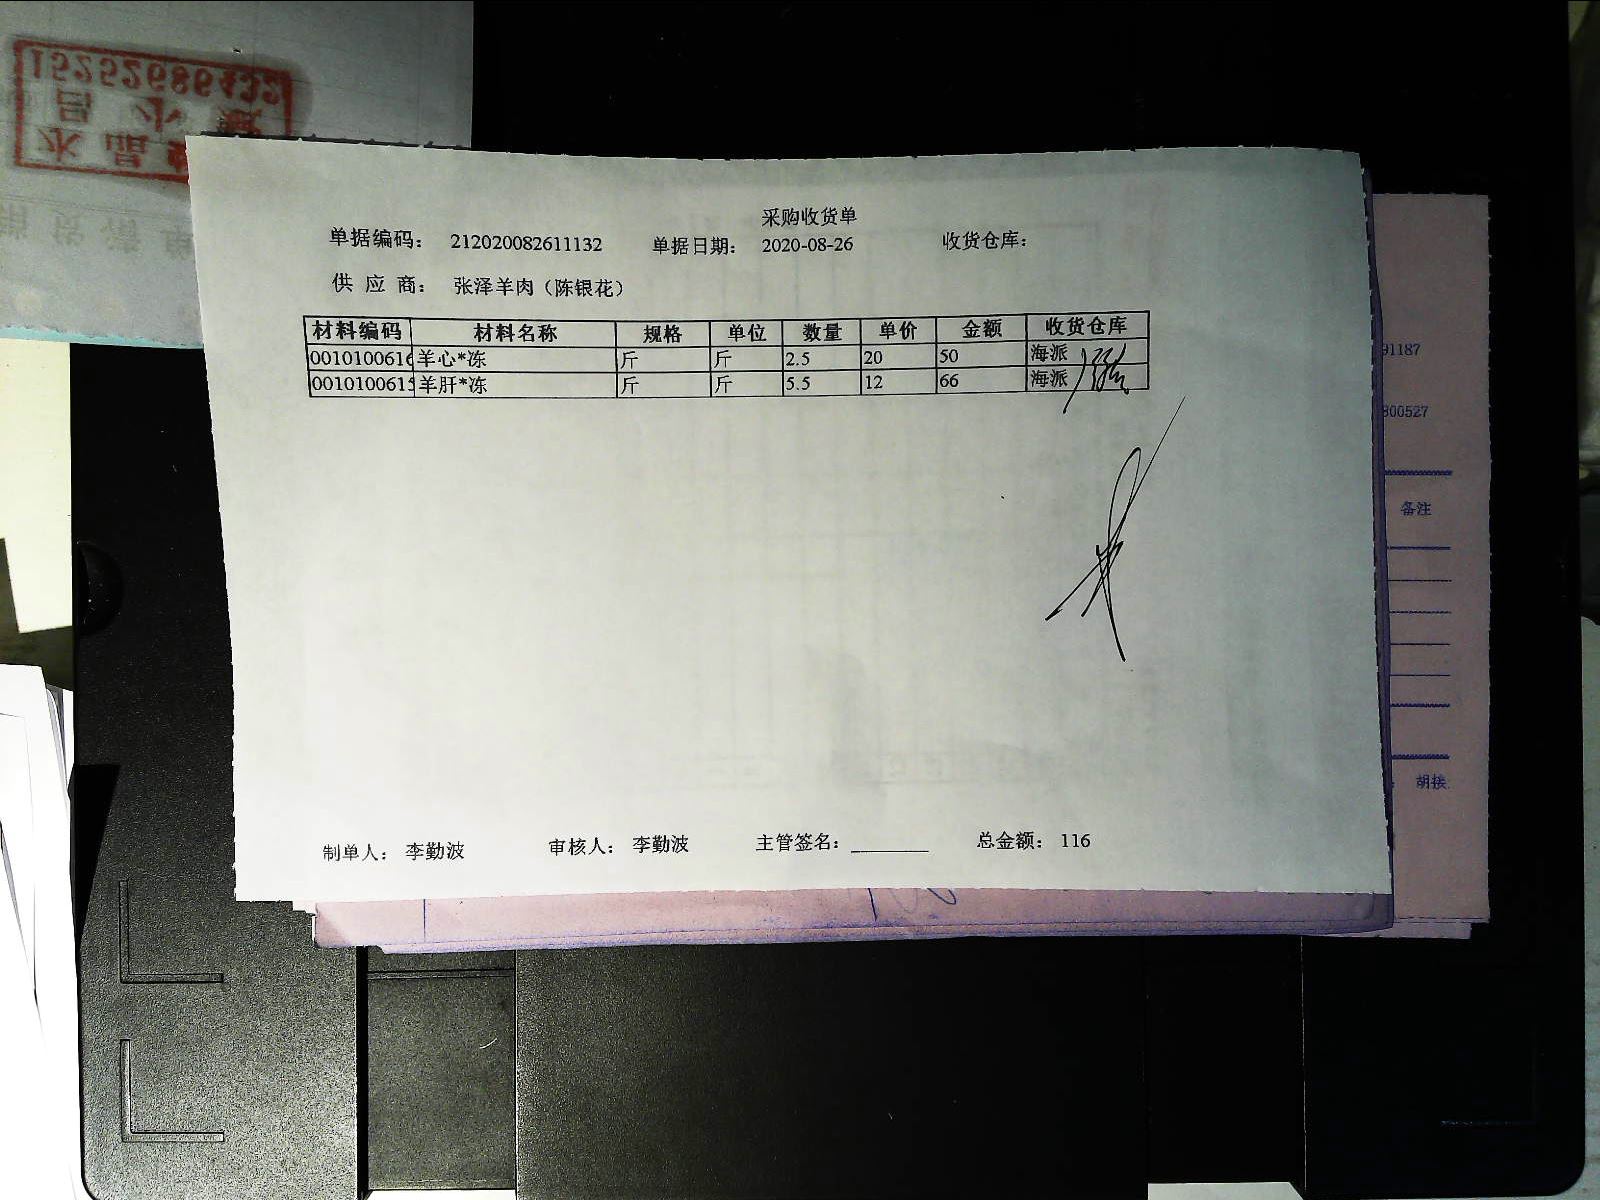 15252686432
采购收货单
单据编码： 212020082611132 单据日期： 2020-08-26 收货仓库：
供 应 商： 张泽羊肉（陈银花）
材料编码 材料名称 规格 单位 数量 单价 金额 收货仓库
0010100616 羊心*冻 斤 斤 2.5 20 50 海派
0010100615 羊肝*冻 斤 斤 5.5 12 66 海派
91187
800527
备注
胡接
制单人： 李勤波 审核人： 李勤波 主管签名： 总金额： 116